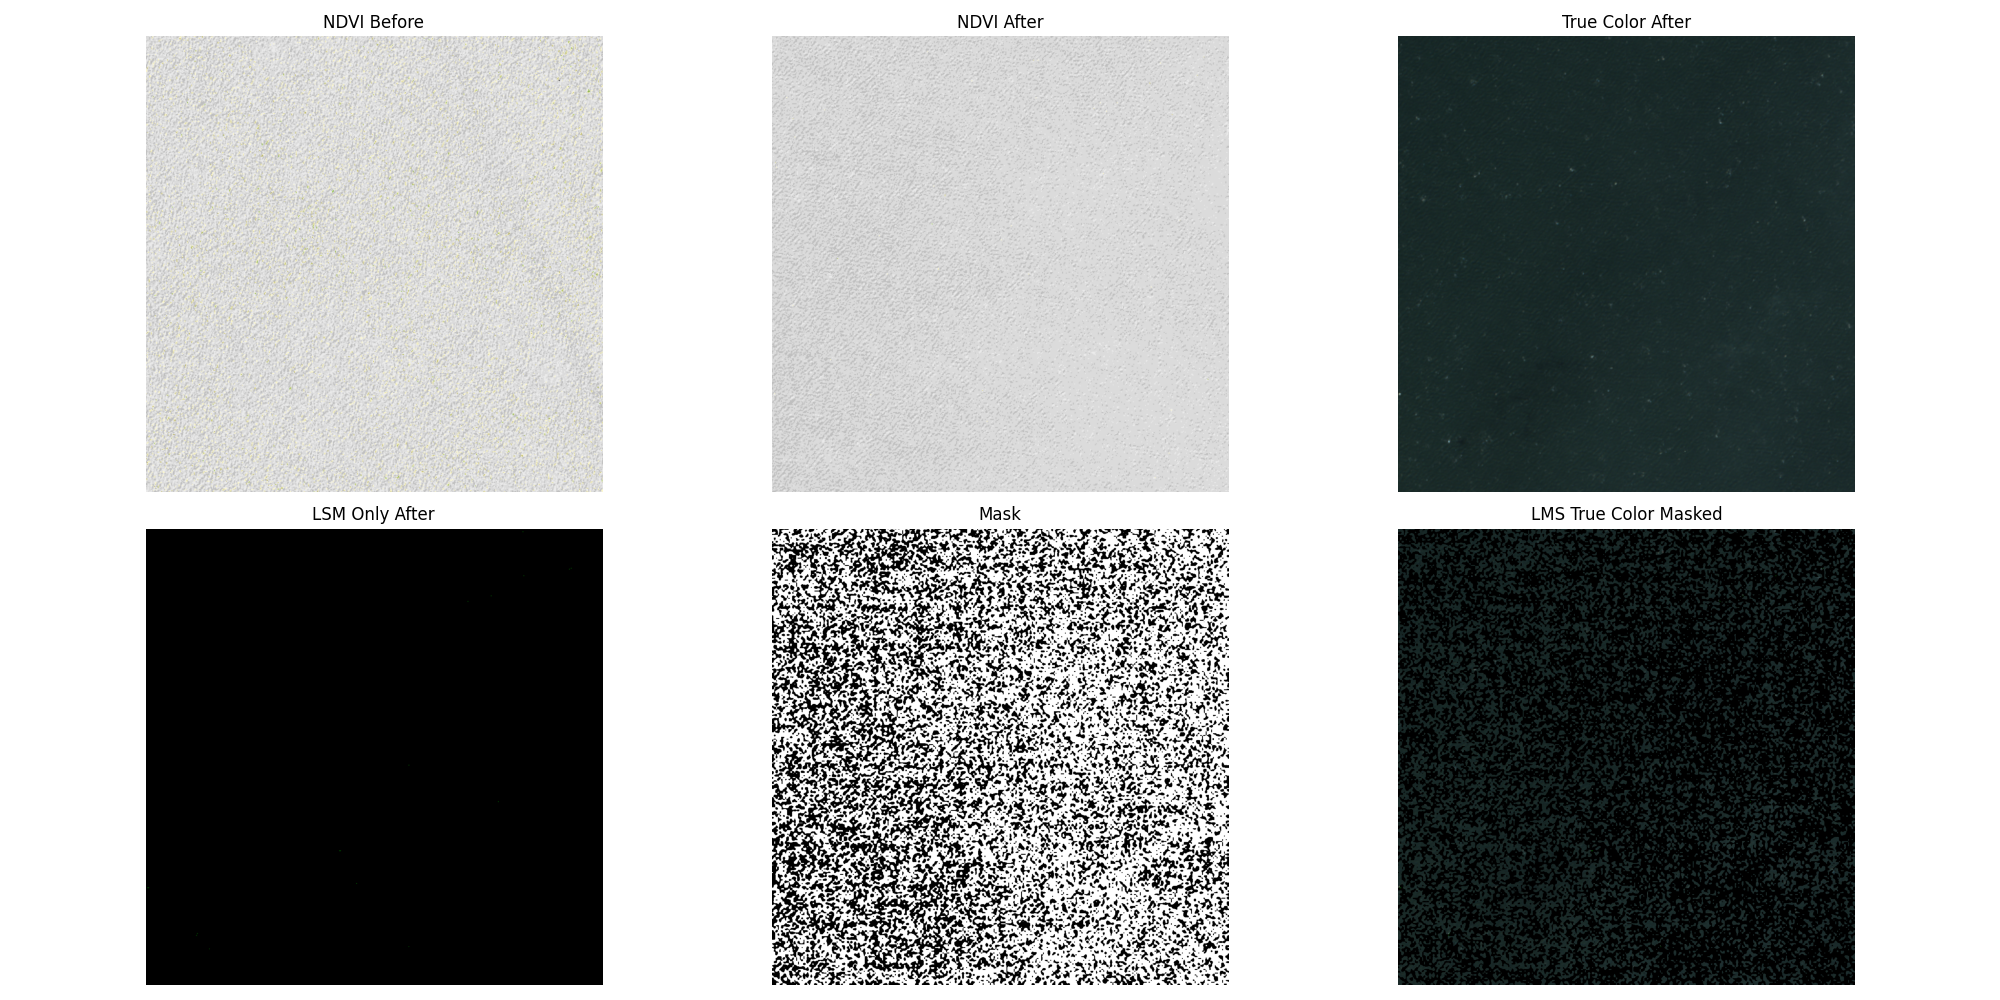 NDVI Before
NDVI After
True Color After
LSM Only After
Mask
LMS True Color Masked